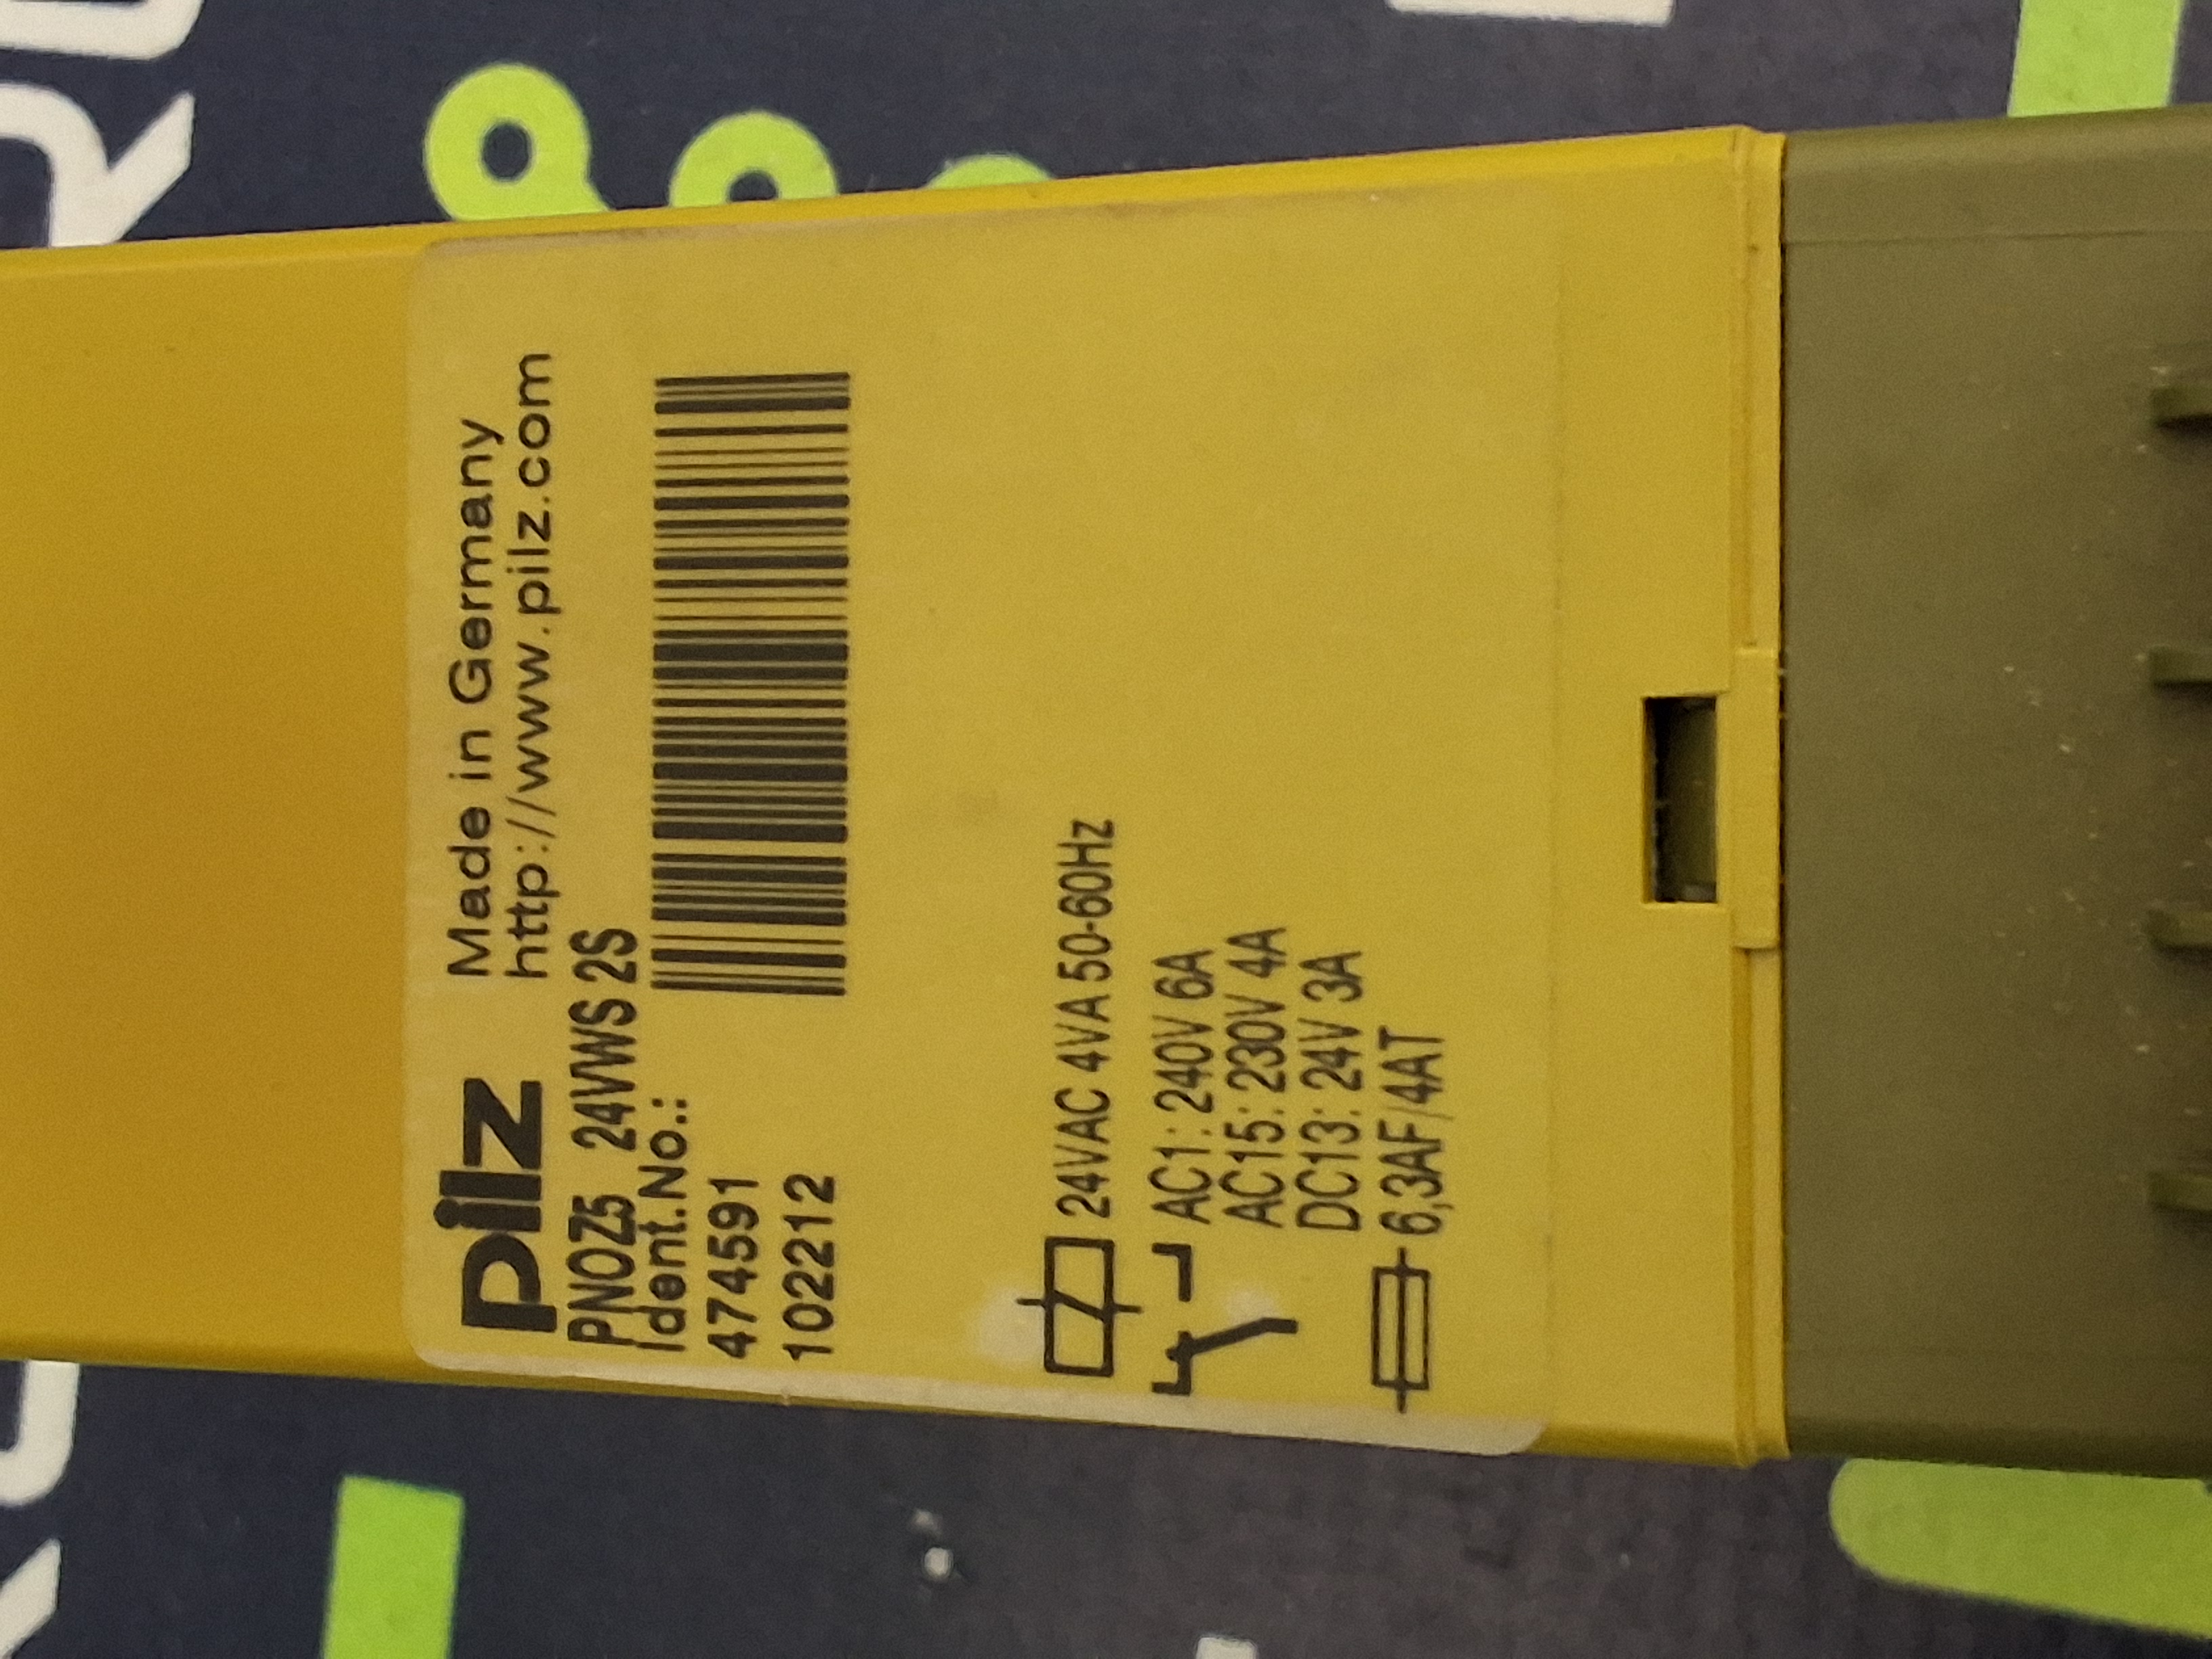 pilz
Made in Germany
http://www.pilz.com
PNOZ5 24VWS 2S
Ident.No.:
474591
102212
24VAC 4VA 50-60Hz
AC1: 240V 6A
AC15: 230V 4A
DC13: 24V 3A
6,3AF/4AT